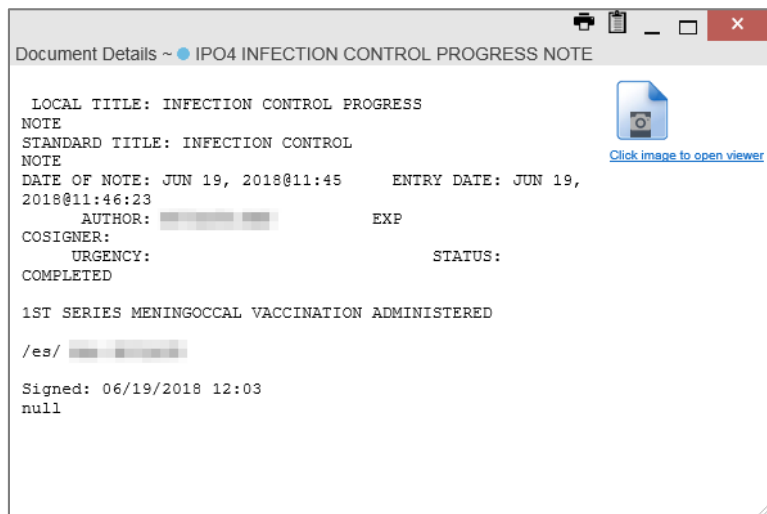 Document Details ~ IPO4 INFECTION CONTROL PROGRESS NOTE
LOCAL TITLE: INFECTION CONTROL PROGRESS
NOTE
STANDARD TITLE: INFECTION CONTROL
NOTE
Click image to open viewer
DATE OF NOTE: JUN 19, 2018@11:45 ENTRY DATE: JUN 19,
2018@11:46:23
AUTHOR: EXP
COSIGNER:
URGENCY: STATUS:
COMPLETED
1ST SERIES MENINGOCCAL VACCINATION ADMINISTERED
/es/
Signed: 06/19/2018 12:03
null